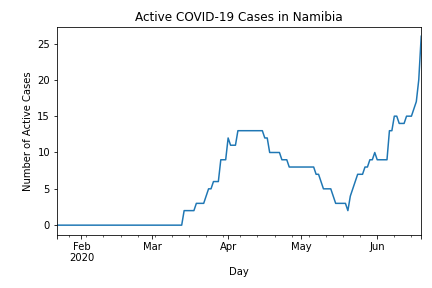 Active COVID-19 Cases in Namibia
Number of Active Cases
25
20
15
10
5
0
Feb Mar Apr May Jun
2020
Day